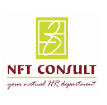 NFT CONSULT
your virtual HR department